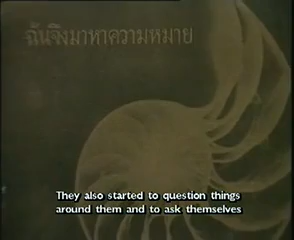 ฉันจึงมาหาความหมาย
They also started to question things
around them and to ask themselves